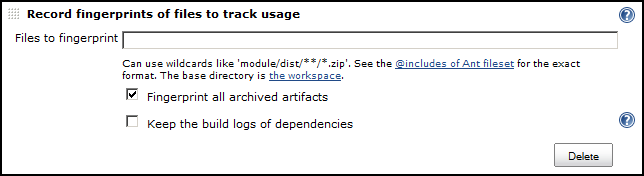 Record fingerprints of files to track usage
Files to fingerprint
Can use wildcards like 'module/dist/**/*.zip'. See the @includes of Ant fileset for the exact
format. The base directory is the workspace.
Fingerprint all archived artifacts
Keep the build logs of dependencies
Delete